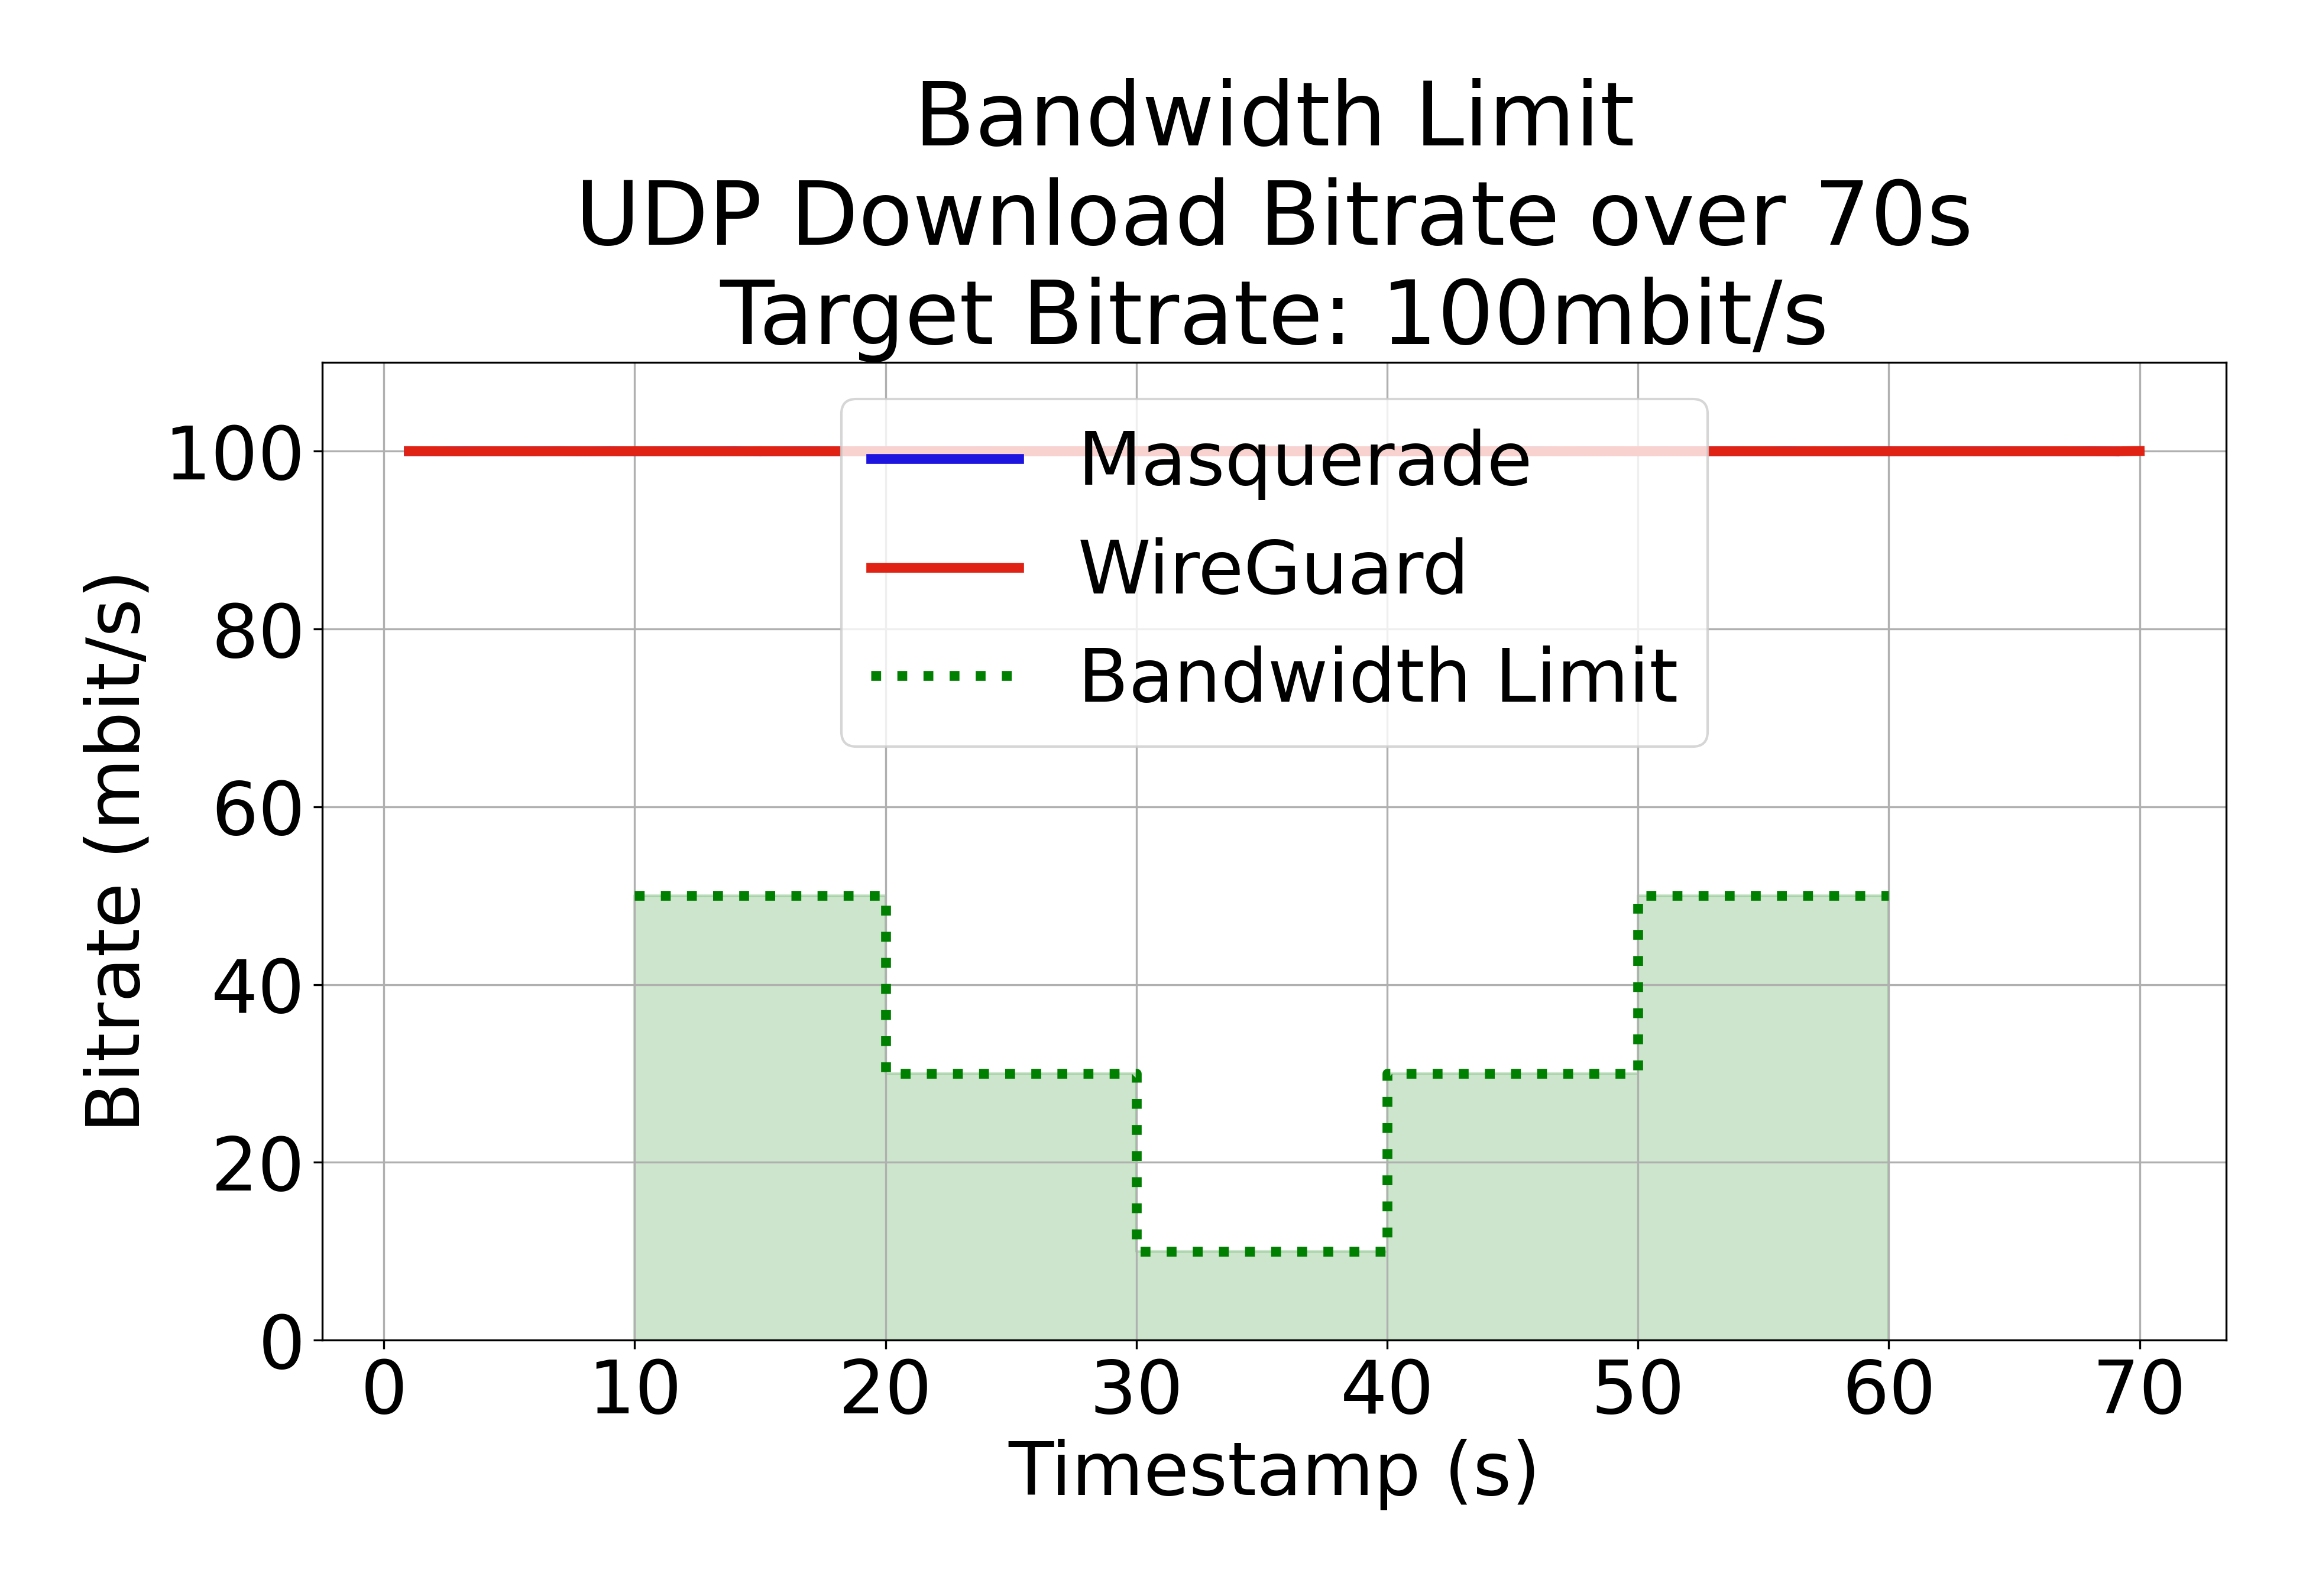 Bandwidth Limit
UDP Download Bitrate over 70s
Target Bitrate: 100mbit/s
Masquerade
WireGuard
Bandwidth Limit
Bitrate (mbit/s)
100
80
60
40
20
0
0 10 20 30 40 50 60 70
Timestamp (s)